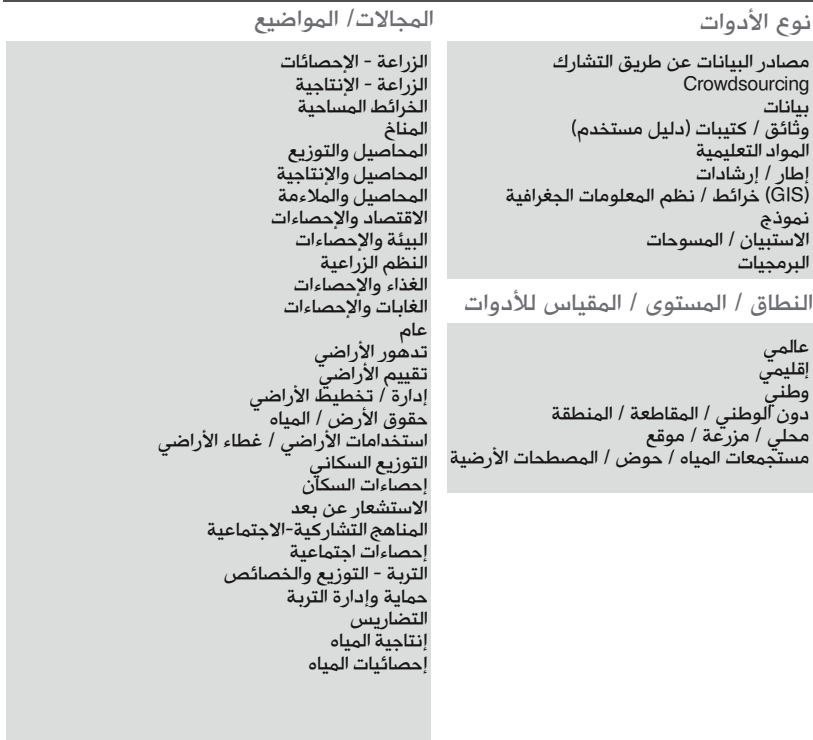 نوع الأدوات
مصادر البيانات عن طريق التشارك
Crowdsourcing
بيانات
وثائق / كتيبات (دليل مستخدم)
المواد التعليمية
إطار / إرشادات
(GIS) خرائط / نظم المعلومات الجغرافية
نموذج
الاستبيان / المسوحات
البرمجيات
النطاق / المستوى / المقياس للأدوات
عالمي
إقليمي
وطني
دون الوطني / المقاطعة / المنطقة
محلي / مزرعة / موقع
مستجمعات المياه / حوض / المصطحات الأرضية
المجالات/ المواضيع
الزراعة - الإحصائات
الزراعة - الإنتاجية
الخرائط المساحية
المناخ
المحاصيل والتوزيع
المحاصيل والإنتاجية
المحاصيل والملاءمة
الاقتصاد والإحصاءات
البيئة والإحصاءات
النظم الزراعية
الغذاء والإحصاءات
الغابات والإحصاءات
عام
تدهور الأراضي
تقييم الأراضي
إدارة / تخطيط الأراضي
حقوق الأرض / المياه
استخدامات الأراضي / غطاء الأراضي
التوزيع السكاني
إحصاءات السكان
الاستشعار عن بعد
المناهج التشاركية-الاجتماعية
إحصاءات اجتماعية
التربة - التوزيع والخصائص
حماية وإدارة التربة
التضاريس
إنتاجية المياه
إحصائيات المياه